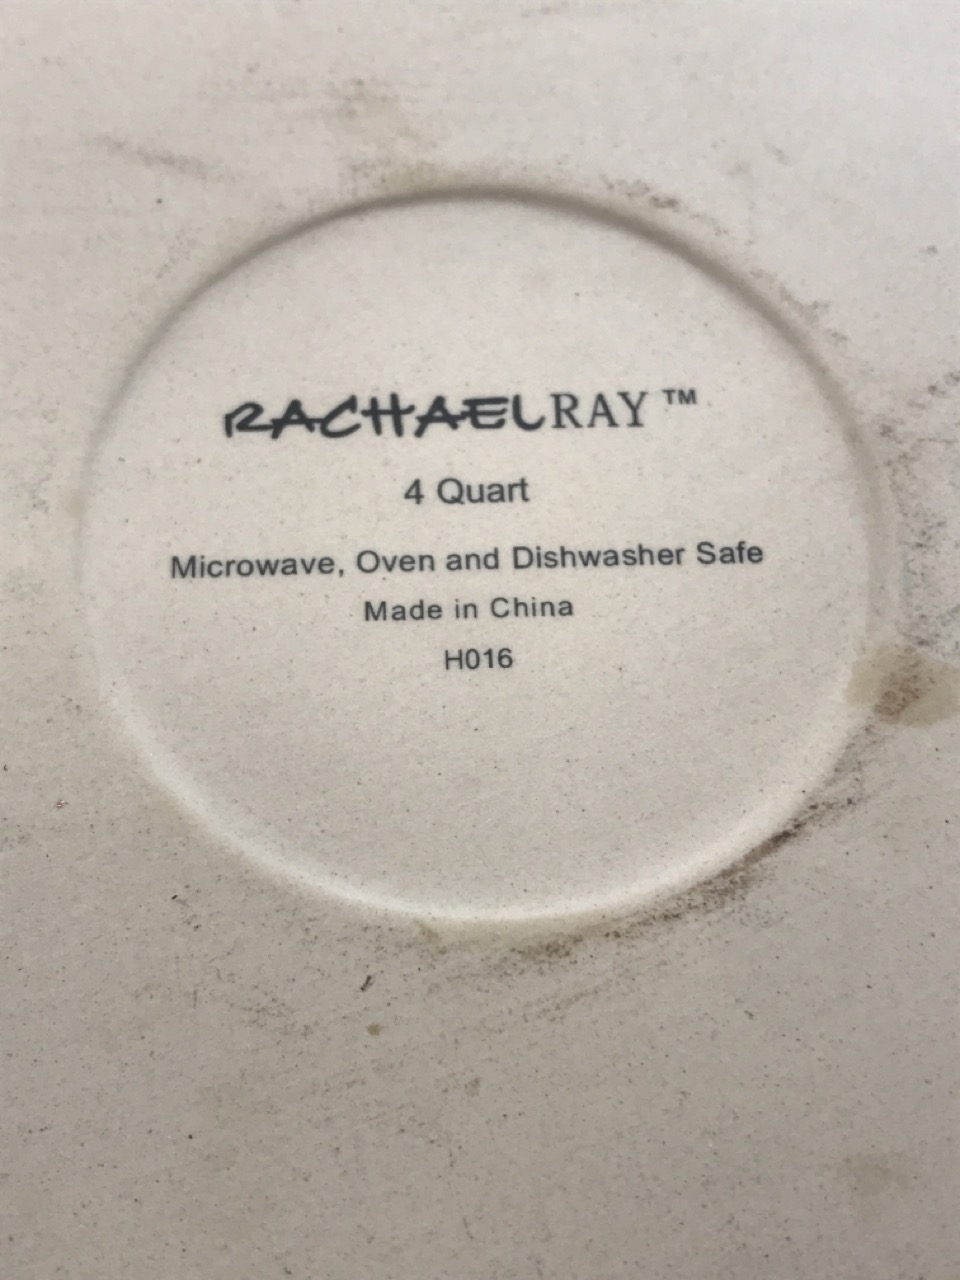 RACHAELRAY™
4 Quart
Microwave, Oven and Dishwasher Safe
Made in China
H016